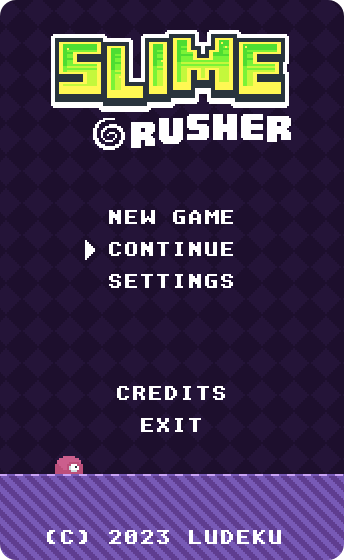 SLIME
RUSHER
NEW GAME
CONTINUE
SETTINGS
CREDITS
EXIT
(C) 2023 LUDEKU